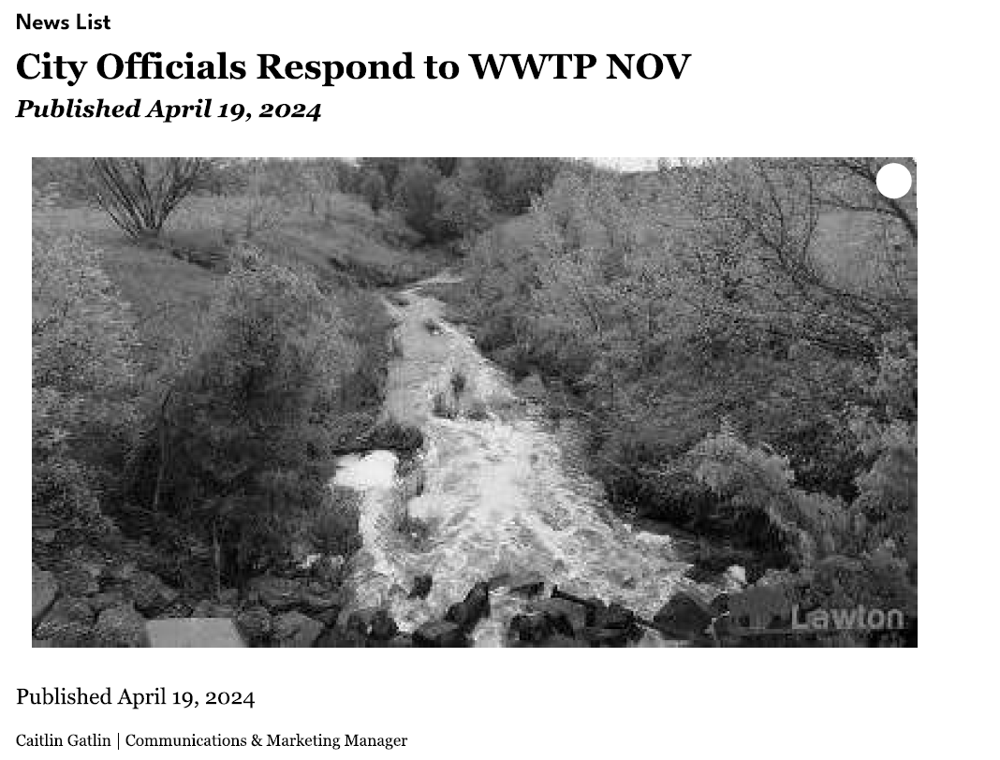 News List
City Officials Respond to WWTP NOV
Published April 19, 2024
Lawton
Published April 19, 2024
Caitlin Gatlin | Communications & Marketing Manager